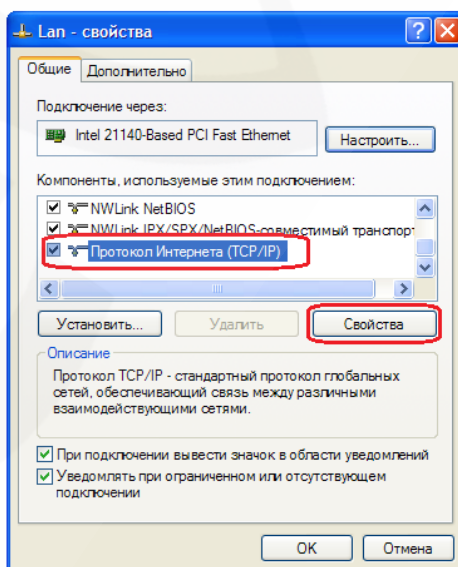 Lan - свойства
Общие Дополнительно
Подключение через:
Intel 21140-Based PCI Fast Ethernet
Настроить...
Компоненты, используемые этим подключением:
NWLink NetBIOS
NWLink IPX/SPX/NetBIOS-совместимый транспорт
Протокол Интернета (TCP/IP)
Установить... Удалить Свойства
Описание
Протокол TCP/IP - стандартный протокол глобальных
сетей, обеспечивающий связь между различными
взаимодействующими сетями.
При подключении вывести значок в области уведомлений
Уведомлять при ограниченном или отсутствующем
подключении
OK Отмена